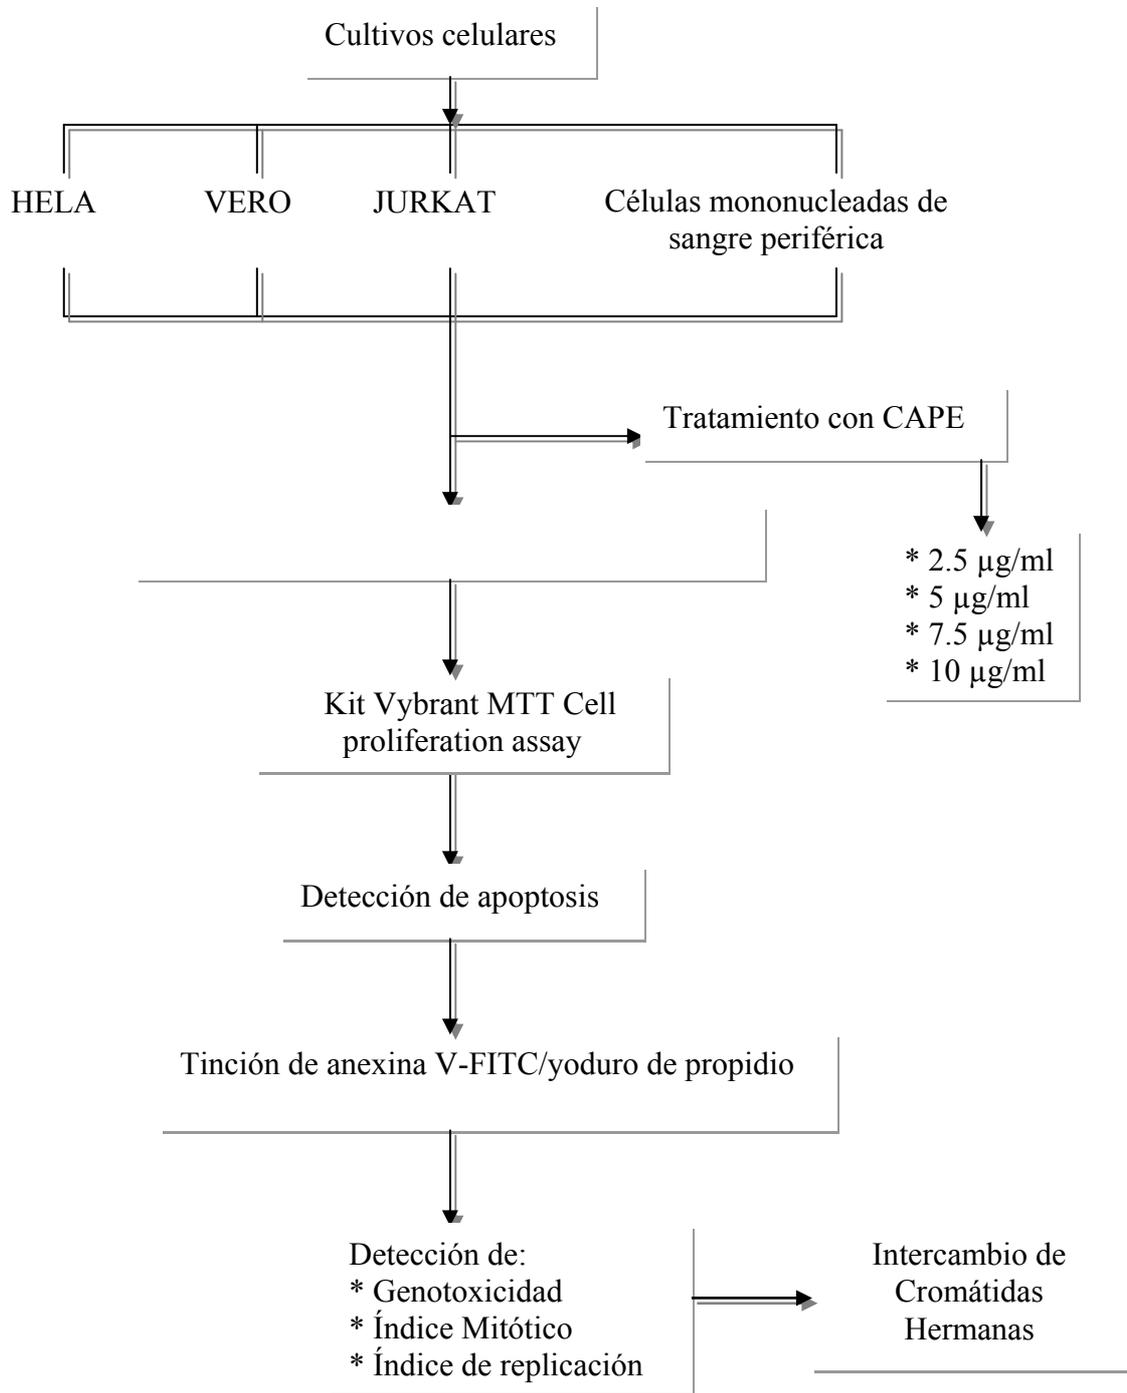 Cultivos celulares
HELA
VERO
JURKAT
Células mononucleadas de
sangre periférica
Tratamiento con CAPE
* 2.5 µg/ml
* 5 µg/ml
* 7.5 µg/ml
* 10 µg/ml
Kit Vybrant MTT Cell
proliferation assay
Detección de apoptosis
Tinción de anexina V-FITC/yoduro de propidio
Detección de:
* Genotoxicidad
* Índice Mitótico
* Índice de replicación
Intercambio de
Cromátidas
Hermanas